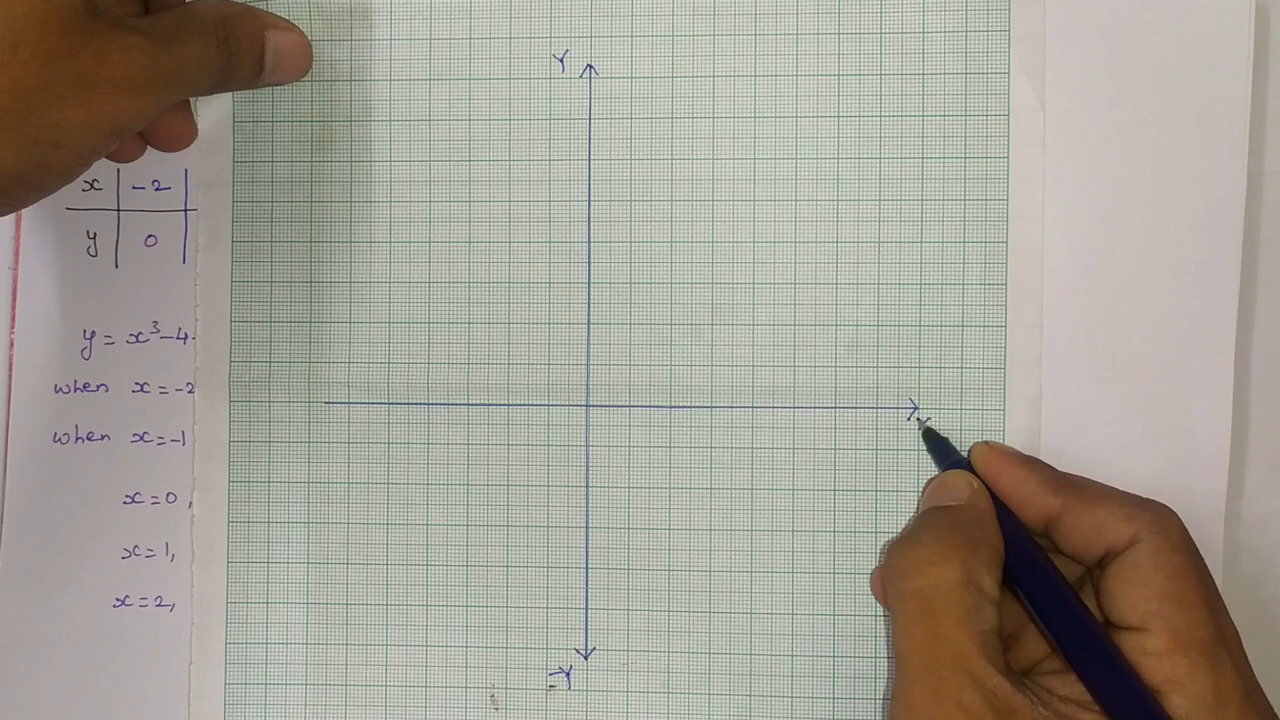 Y
x | -2 |
y | 0 |
y = x³-4
when x = -2
when x = -1
x = 0,
x = 1,
x = 2,
-Y